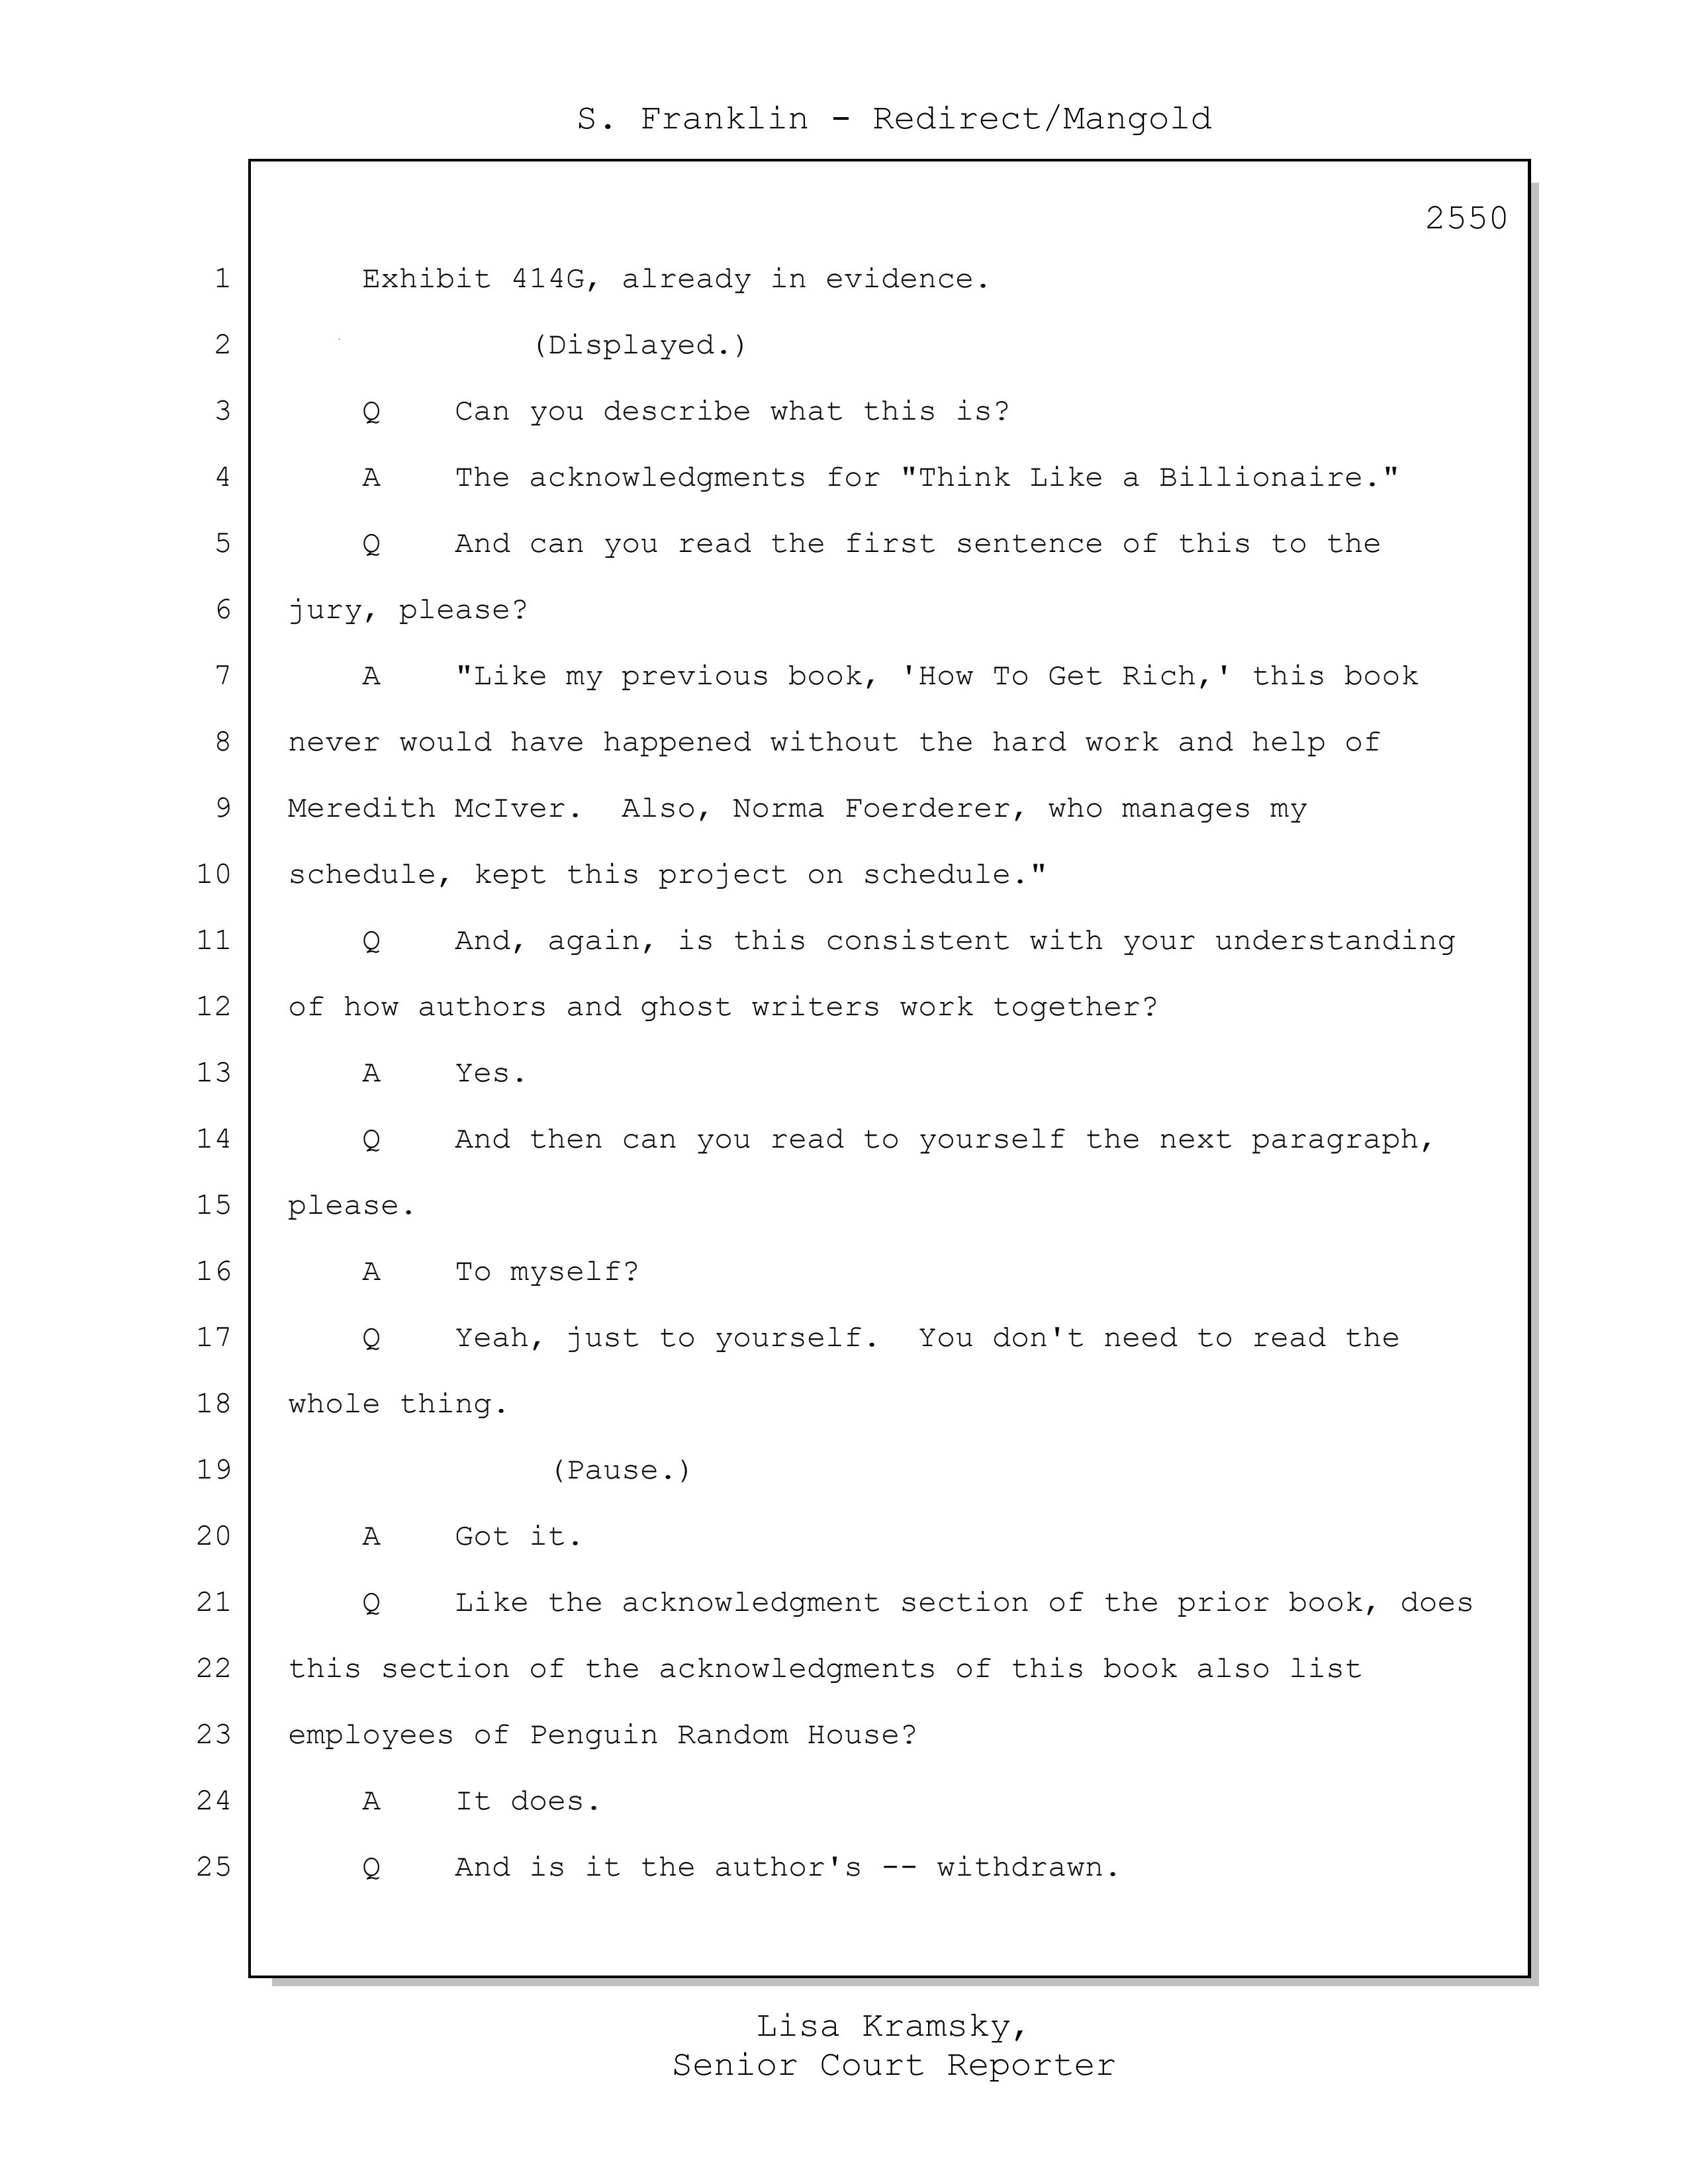 S. Franklin - Redirect/Mangold
2550
1 Exhibit 414G, already in evidence.
2 (Displayed.)
3 Q Can you describe what this is?
4 A The acknowledgments for "Think Like a Billionaire."
5 Q And can you read the first sentence of this to the
6 jury, please?
7 A "Like my previous book, 'How To Get Rich,' this book
8 never would have happened without the hard work and help of
9 Meredith McIver.  Also, Norma Foerderer, who manages my
10 schedule, kept this project on schedule."
11 Q And, again, is this consistent with your understanding
12 of how authors and ghost writers work together?
13 A Yes.
14 Q And then can you read to yourself the next paragraph,
15 please.
16 A To myself?
17 Q Yeah, just to yourself.  You don't need to read the
18 whole thing.
19 (Pause.)
20 A Got it.
21 Q Like the acknowledgment section of the prior book, does
22 this section of the acknowledgments of this book also list
23 employees of Penguin Random House?
24 A It does.
25 Q And is it the author's -- withdrawn.
Lisa Kramsky,
Senior Court Reporter